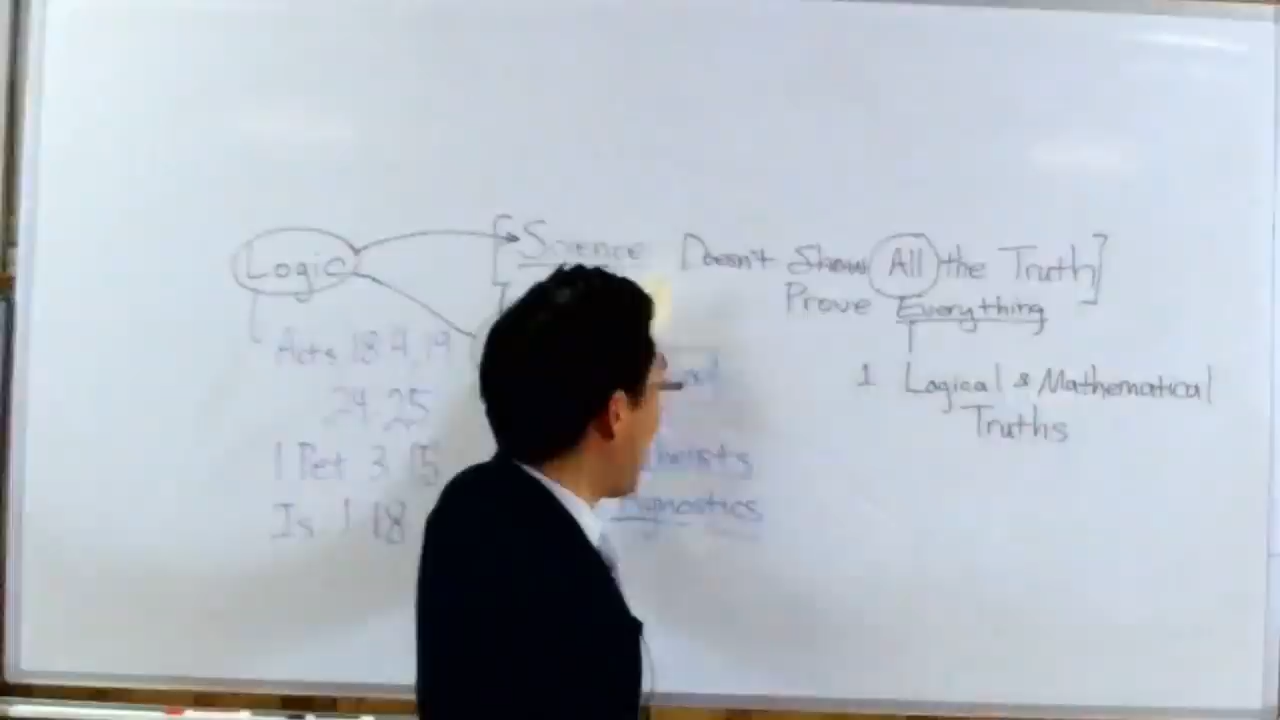 Logic
Science Doesn't Show All the Truth
Prove Everything
Acts 18 4, 19
24 25
1 Logical & Mathematical
Truths
1 Pet 3 15
Is 1 18
Agnostics